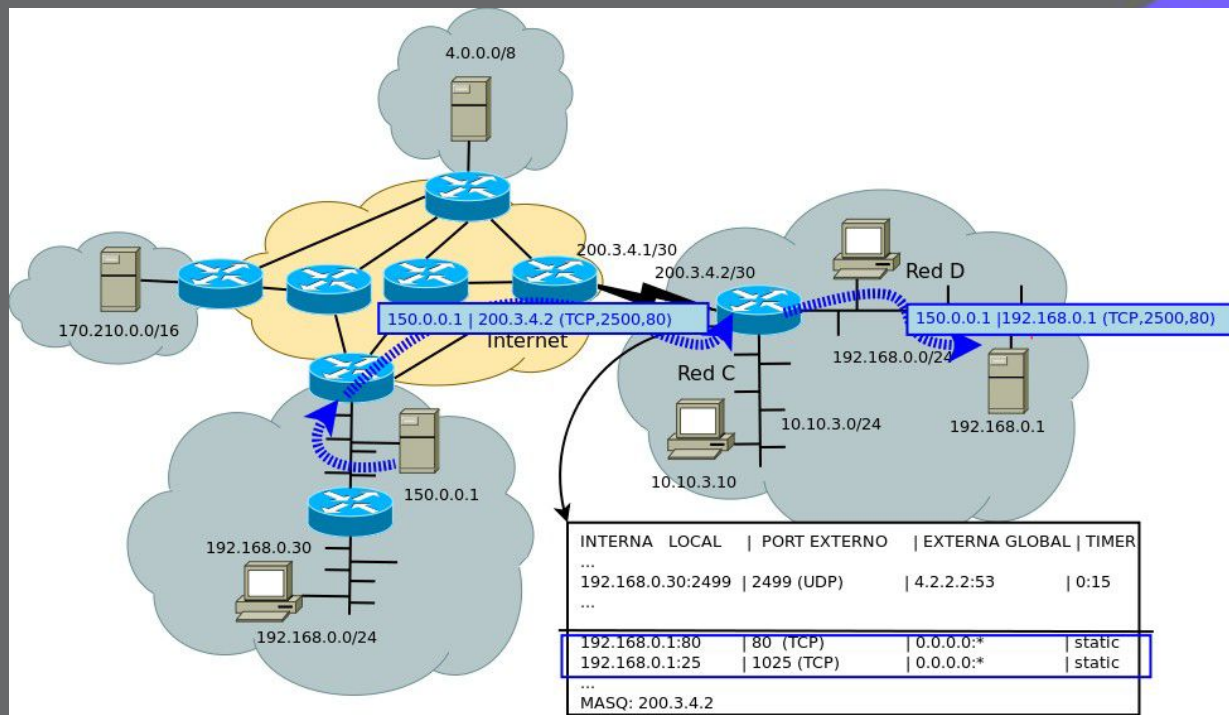 4.0.0.0/8
200.3.4.1/30
200.3.4.2/30
Red D
170.210.0.0/16
150.0.0.1 | 200.3.4.2 (TCP,2500,80)
150.0.0.1 |192.168.0.1 (TCP,2500,80)
Internet
192.168.0.0/24
Red C
10.10.3.0/24
192.168.0.1
10.10.3.10
150.0.0.1
192.168.0.30
192.168.0.0/24
INTERNA LOCAL | PORT EXTERNO | EXTERNA GLOBAL | TIMER
...
192.168.0.30:2499 | 2499 (UDP) | 4.2.2.2:53 | 0:15
...
192.168.0.1:80 | 80 (TCP) | 0.0.0.0:* | static
192.168.0.1:25 | 1025 (TCP) | 0.0.0.0:* | static
...
MASQ: 200.3.4.2